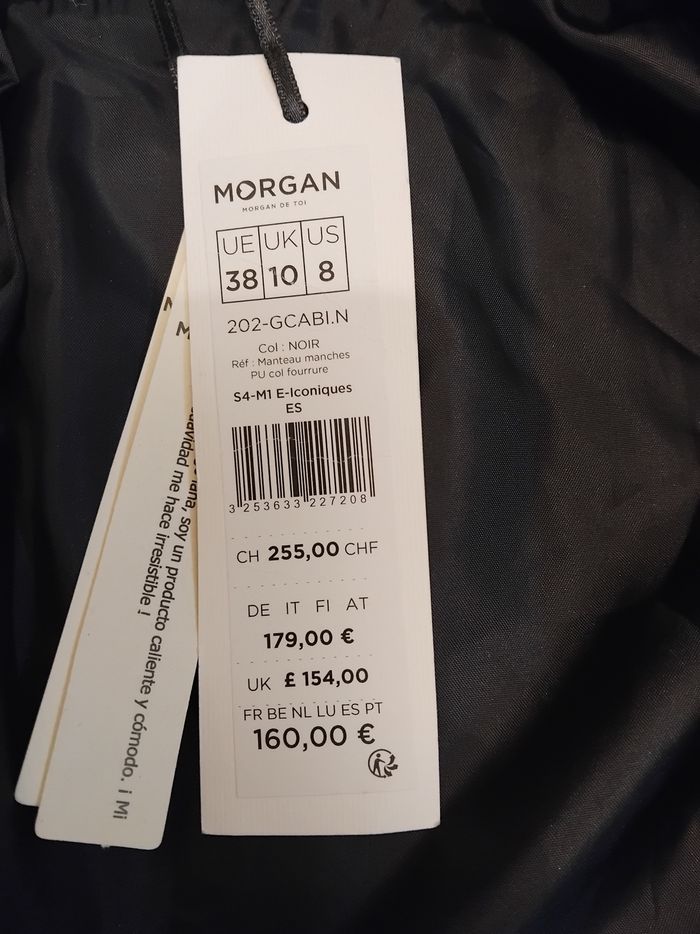 MORGAN
MORGAN DE TOI
UE UK US
38 10 8
202-GCABI.N
Col : NOIR
Réf : Manteau manches
PU col fourrure
S4-M1 E-Iconiques
ES
3 253633 227208
CH 255,00 CHF
DE IT FI AT
179,00 €
UK £ 154,00
FR BE NL LU ES PT
160,00 €
M
soy un producto caliente y cómodo. ¡ Mi
me hace irresistible !